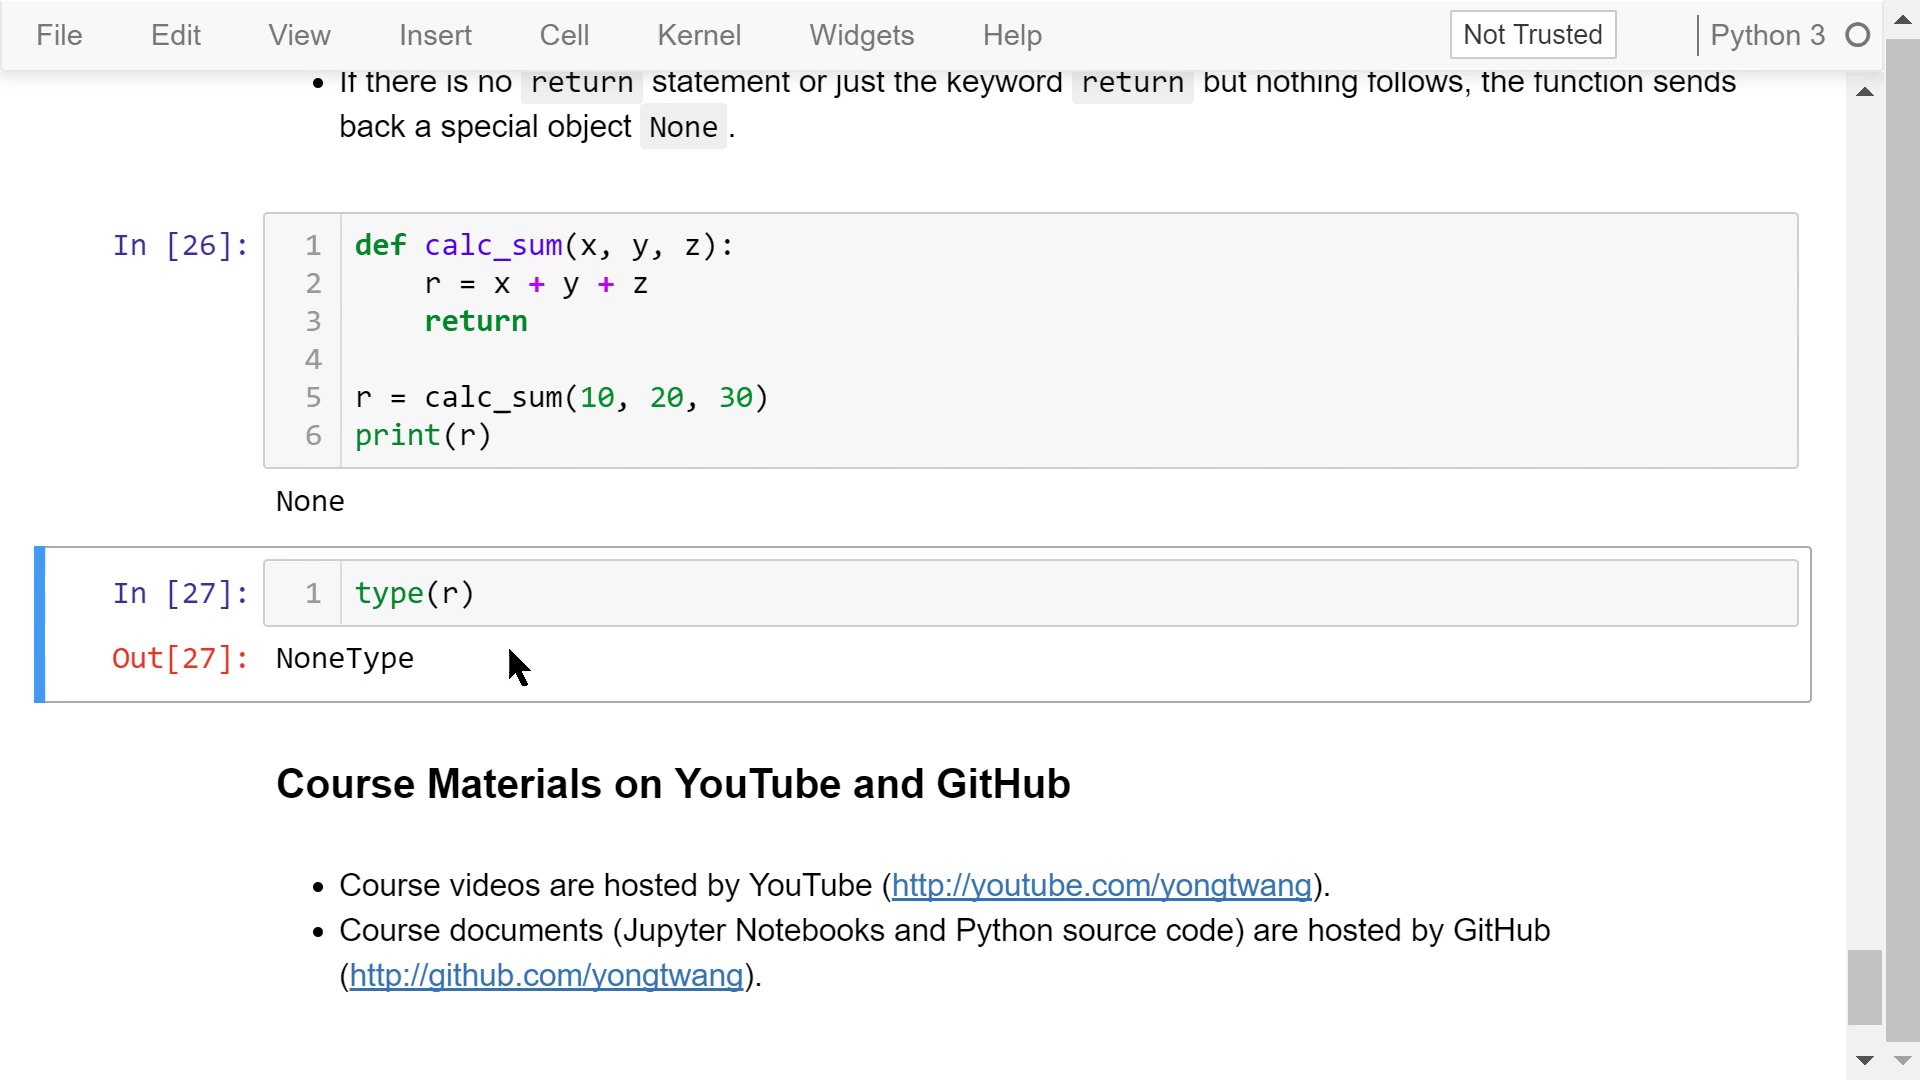 File Edit View Insert Cell Kernel Widgets Help Not Trusted Python 3
• If there is no return statement or just the keyword return but nothing follows, the function sends
back a special object None .
In [26]:
1 def calc_sum(x, y, z):
2     r = x + y + z
3     return
4
5 r = calc_sum(10, 20, 30)
6 print(r)
None
In [27]: 1 type(r)
Out[27]: NoneType
Course Materials on YouTube and GitHub
• Course videos are hosted by YouTube (http://youtube.com/yongtwang).
• Course documents (Jupyter Notebooks and Python source code) are hosted by GitHub
(http://github.com/yongtwang).